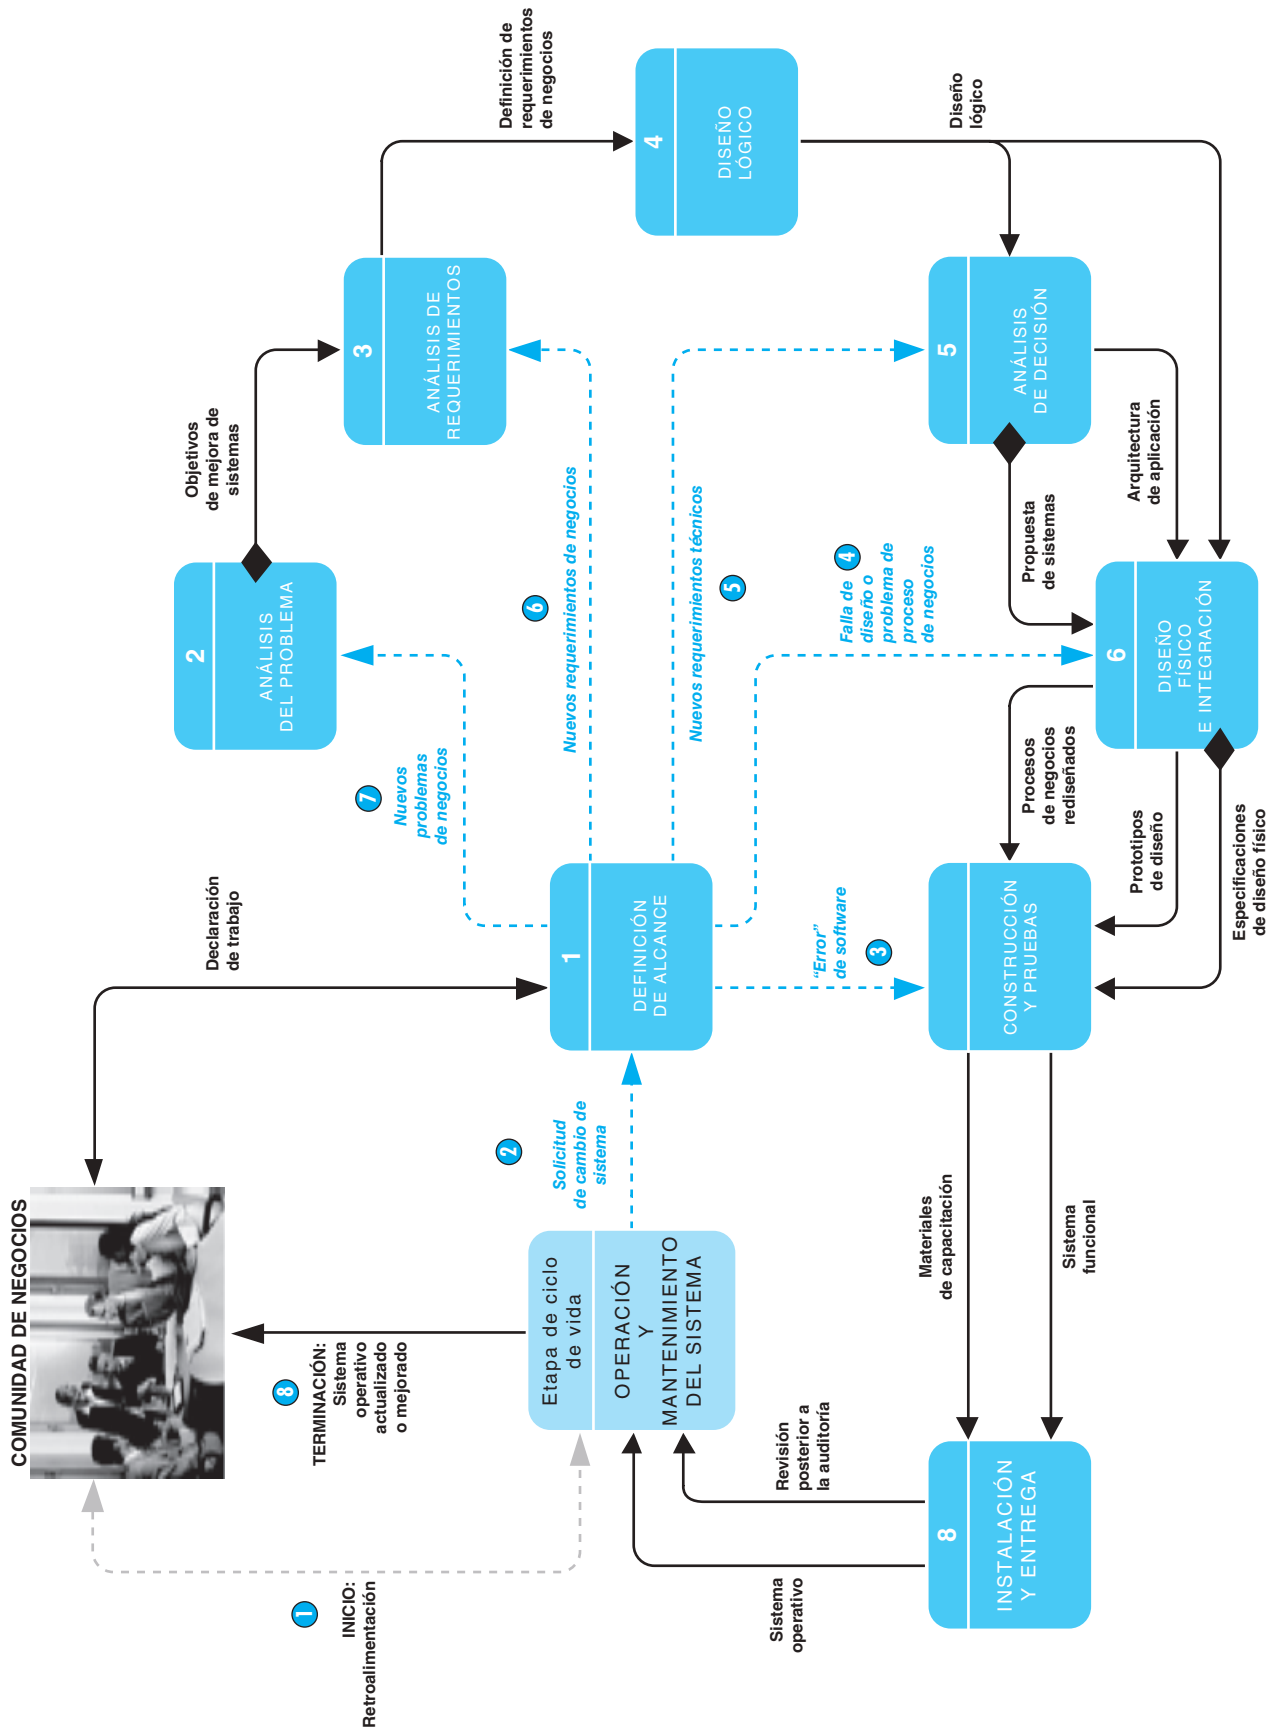 COMUNIDAD DE NEGOCIOS
1
INICIO:
Retroalimentación
8
TERMINACIÓN:
Sistema
operativo
actualizado
o mejorado
Declaración
de trabajo
2
ANÁLISIS
DEL PROBLEMA
Objetivos
de mejora de
sistemas
3
ANÁLISIS DE
REQUERIMIENTOS
Definición de
requerimientos
de negocios
7
Nuevos
problemas
de negocios
6
Nuevos requerimientos de negocios
Etapa de ciclo
de vida
OPERACIÓN
Y
MANTENIMIENTO
DEL SISTEMA
2
Solicitud
de cambio de
sistema
1
DEFINICIÓN
DE ALCANCE
Nuevos requerimientos técnicos
5
4
DISEÑO
LÓGICO
Diseño
lógico
"Error"
de software
3
Falla de
diseño o
problema de
proceso
de negocios
4
Sistema
operativo
Revisión
posterior a
la auditoría
8
INSTALACIÓN
Y ENTREGA
Materiales
de capacitación
Sistema
funcional
CONSTRUCCIÓN
Y PRUEBAS
Procesos
de negocios
rediseñados
Propuesta
de sistemas
5
ANÁLISIS
DE DECISIÓN
Prototipos
de diseño
Arquitectura
de aplicación
6
DISEÑO
FÍSICO
E INTEGRACIÓN
Especificaciones
de diseño físico